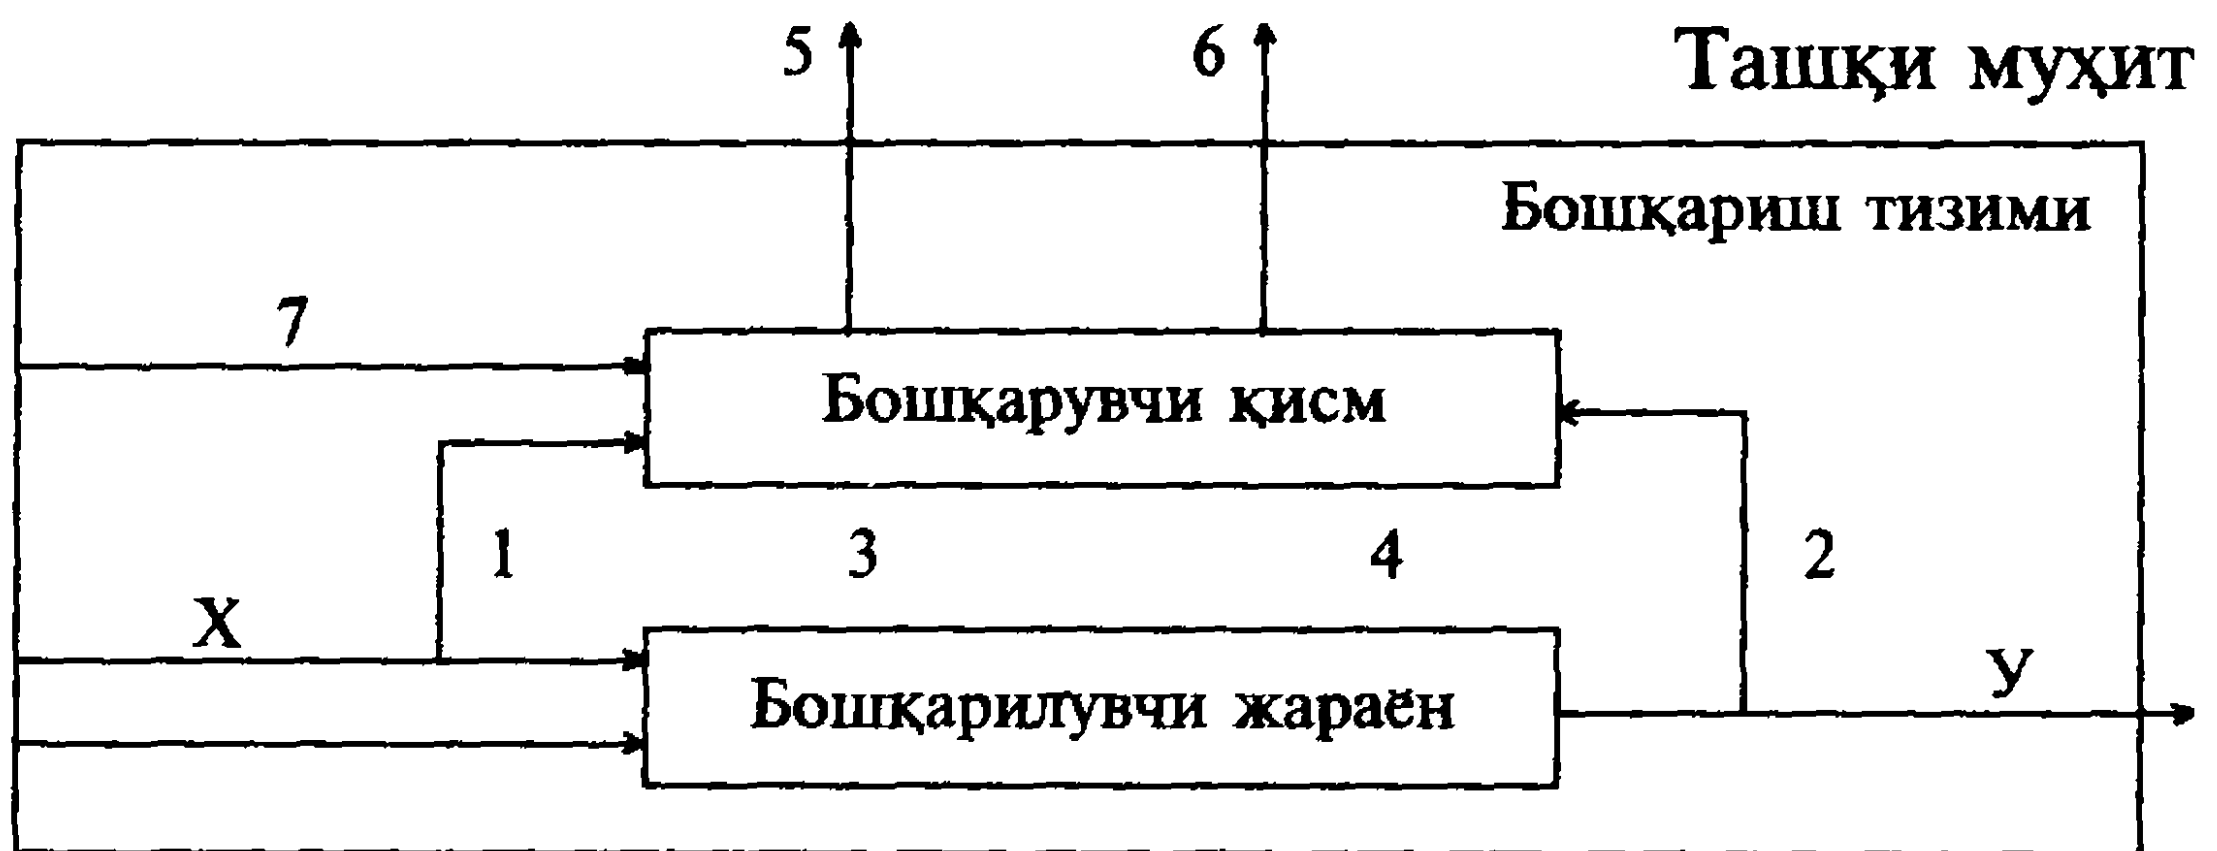 5 6 Ташқи муҳит
Бошқариш тизими
7
Бошқарувчи қисм
1 3 4 2
X
У
Бошқарилувчи жараён